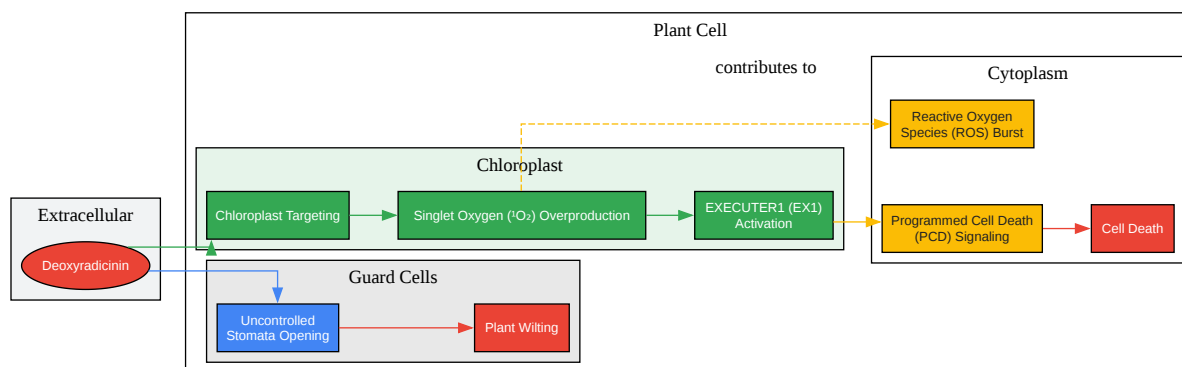 Plant Cell
contributes to
Cytoplasm
Reactive Oxygen
Species (ROS) Burst
Chloroplast
Chloroplast Targeting
Singlet Oxygen (¹O₂) Overproduction
EXECUTER1 (EX1)
Activation
Programmed Cell Death
(PCD) Signaling
Cell Death
Extracellular
Deoxyradicinin
Guard Cells
Uncontrolled
Stomata Opening
Plant Wilting